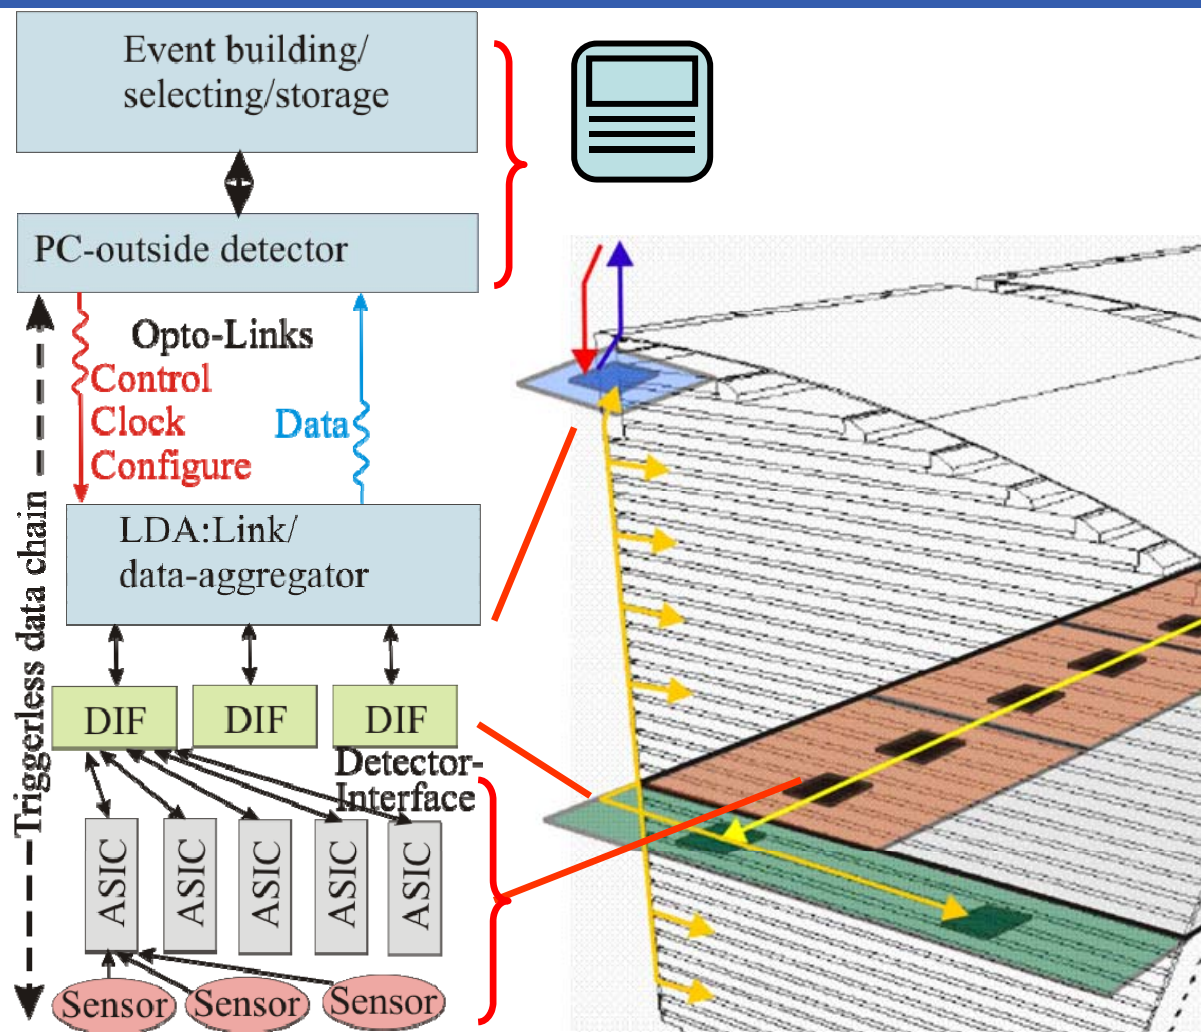 Event building/
selecting/storage
PC-outside detector
Opto-Links
Control
Clock
Configure
Data
Triggerless data chain
LDA:Link/
data-aggregator
DIF
DIF
DIF
Detector-
Interface
ASIC
ASIC
ASIC
ASIC
ASIC
Sensor
Sensor
Sensor